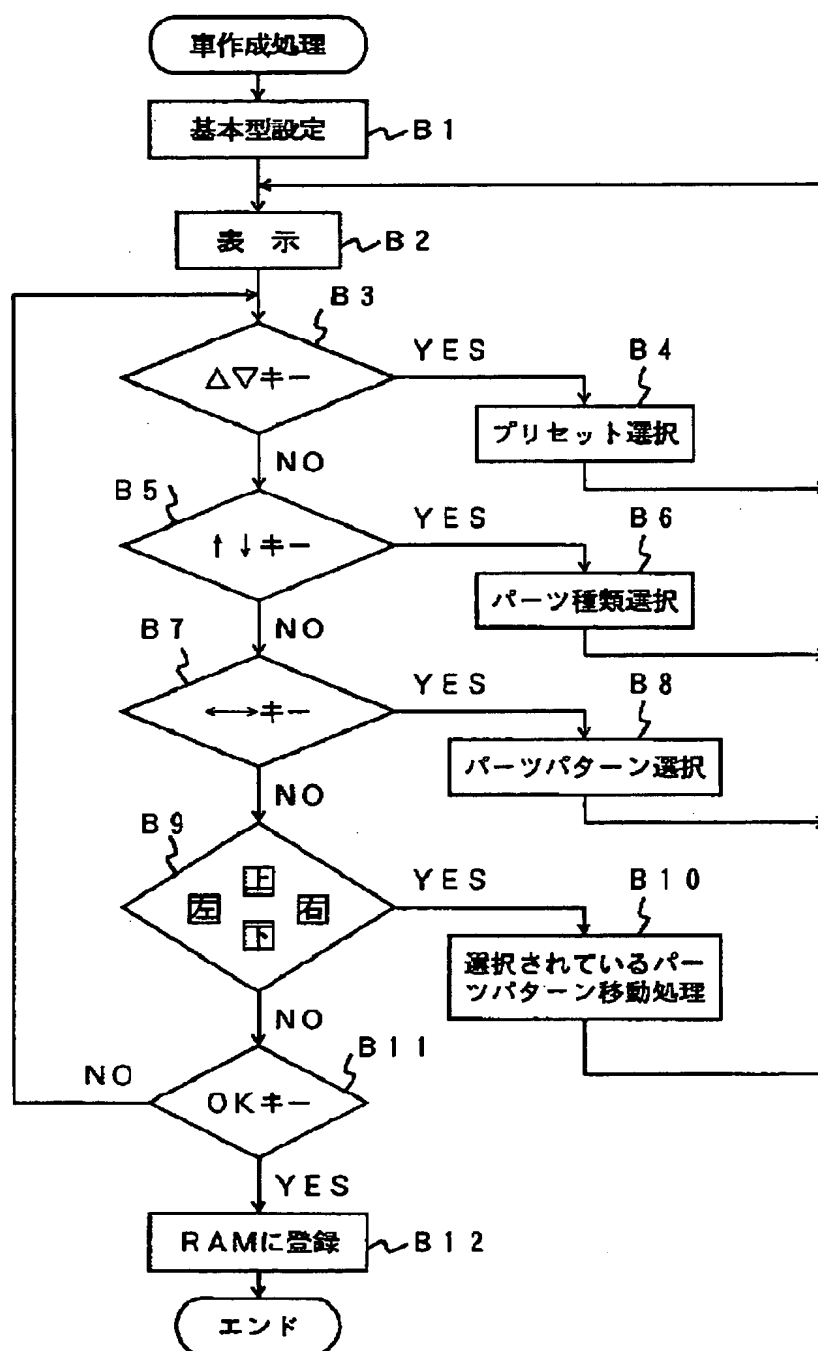 車作成処理
基本型設定
B1
表 示
B2
B3
△▽キー
YES
B4
プリセット選択
NO
B5
↑↓キー
YES
B6
パーツ種類選択
NO
B7
←→キー
YES
B8
パーツパターン選択
NO
B9
上
左 右
下
YES
B10
選択されているパー
ツパターン移動処理
NO
B11
OKキー
NO
YES
RAMに登録
B12
エンド